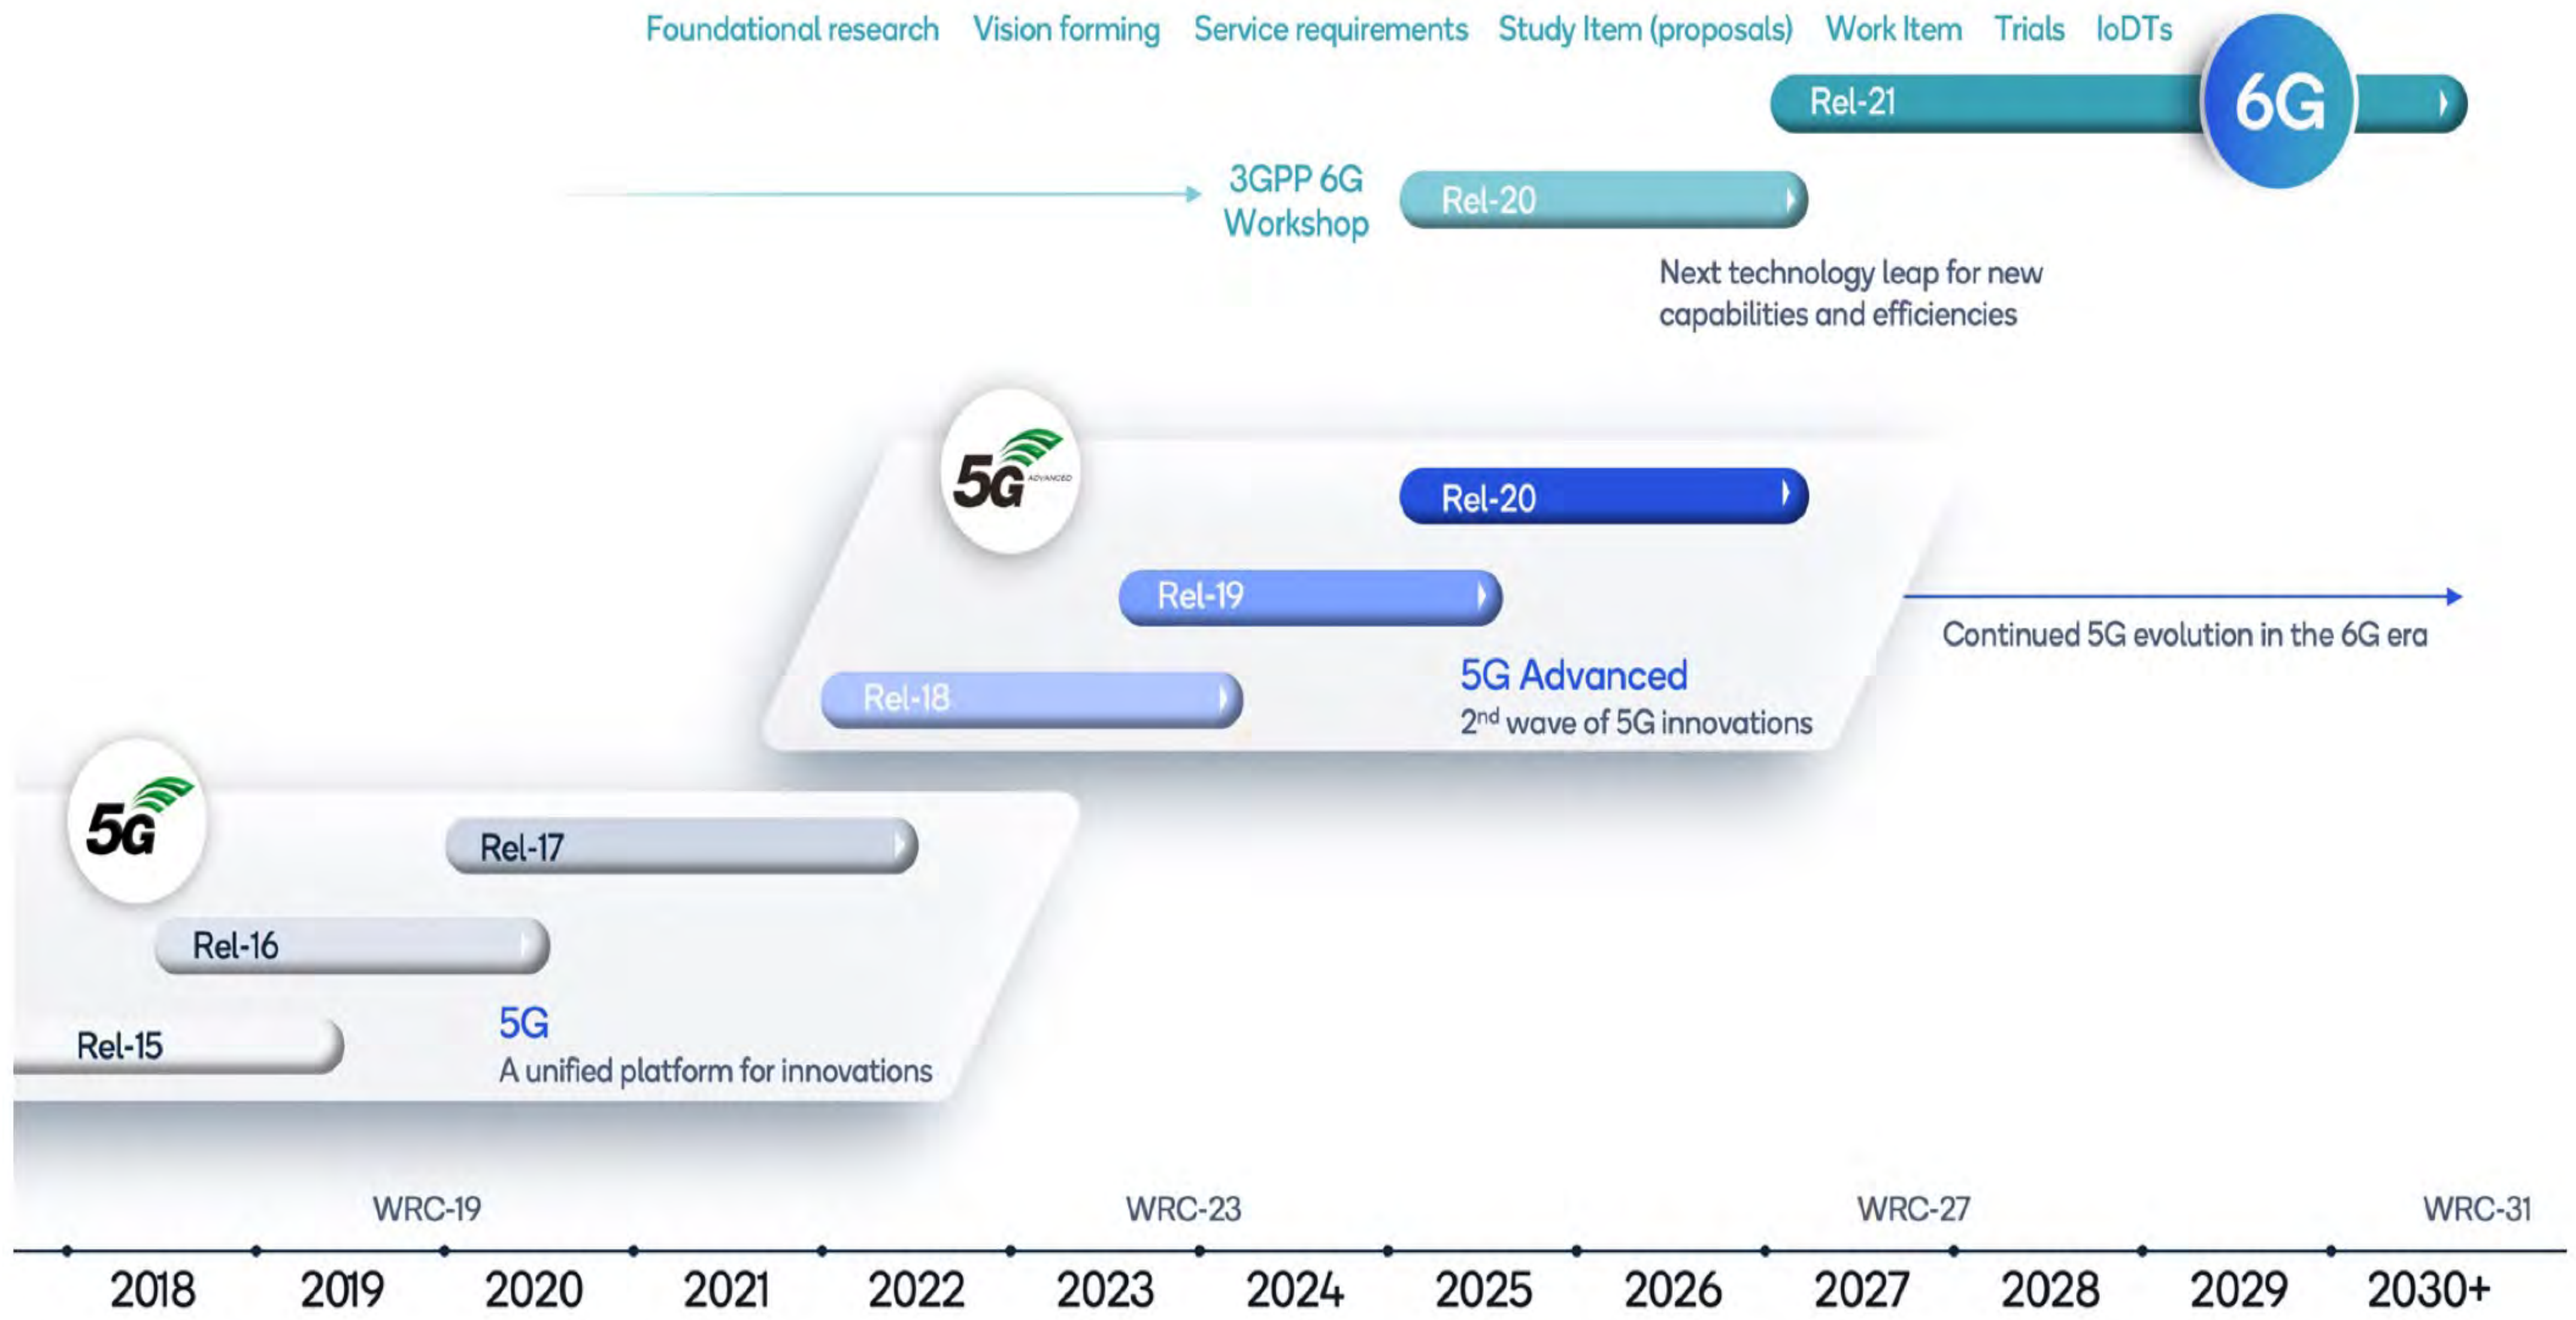 Foundational research Vision forming Service requirements Study Item (proposals) Work Item Trials IoDTs
Rel-21
6G
3GPP 6G
Workshop
Rel-20
Next technology leap for new
capabilities and efficiencies
5G ADVANCED
Rel-20
Rel-19
Continued 5G evolution in the 6G era
Rel-18
5G Advanced
2nd wave of 5G innovations
5G
Rel-17
Rel-16
5G
Rel-15
A unified platform for innovations
WRC-19 WRC-23 WRC-27 WRC-31
2018 2019 2020 2021 2022 2023 2024 2025 2026 2027 2028 2029 2030+